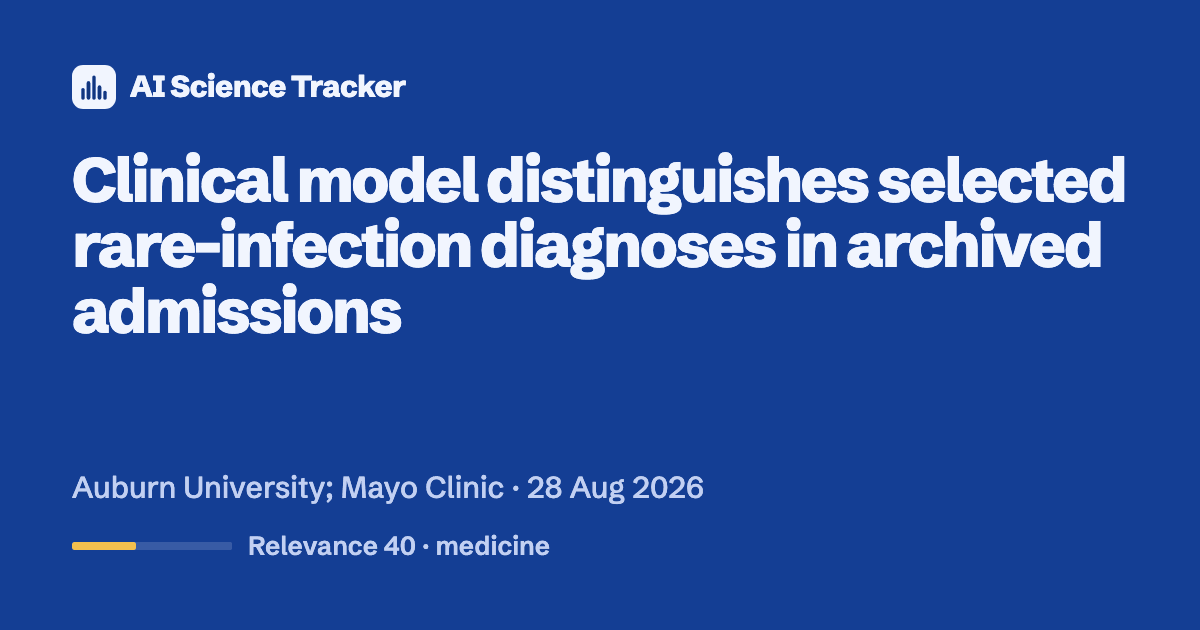 AI Science Tracker
Clinical model distinguishes selected
rare-infection diagnoses in archived
admissions
Auburn University; Mayo Clinic · 28 Aug 2026
Relevance 40 · medicine